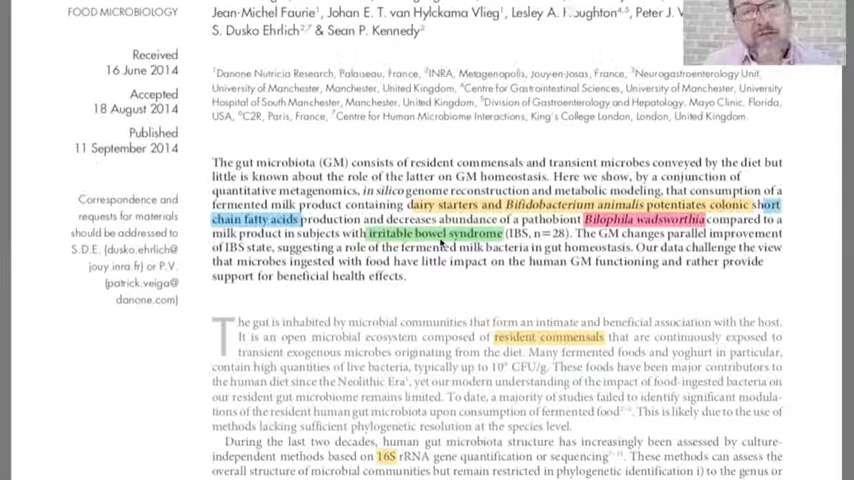 FOOD MICROBIOLOGY
Received
16 June 2014
Accepted
18 August 2014
Published
11 September 2014
Correspondence and
requests for materials
should be addressed to
S.D.E. (dusko.ehrlich@
jouy.inra.fr) or P.V.
(patrick.veiga@
danone.com)
Jean-Michel Faurie1, Johan E. T. van Hylckama Vlieg1, Lesley A. Houghton4,5, Peter J.
S. Dusko Ehrlich2,7 & Sean P. Kennedy2
1Danone Nutricia Research, Palaiseau, France, 2INRA, Metagenopolis, Jouy-en-Josas, France, 3Neurogastroenterology Unit,
University of Manchester, Manchester, United Kingdom, 4Centre for Gastrointestinal Sciences, University of Manchester, University
Hospital of South Manchester, Manchester, United Kingdom, 5Division of Gastroenterology and Hepatology, Mayo Clinic, Florida,
USA, 6C2R, Paris, France, 7Centre for Human Microbiome Interactions, King's College London, London, United Kingdom.
The gut microbiota (GM) consists of resident commensals and transient microbes conveyed by the diet but
little is known about the role of the latter on GM homeostasis. Here we show, by a conjunction of
quantitative metagenomics, in silico genome reconstruction and metabolic modeling, that consumption of a
fermented milk product containing dairy starters and Bifidobacterium animalis potentiates colonic short
chain fatty acids production and decreases abundance of a pathobiont Bilophila wadsworthia compared to a
milk product in subjects with irritable bowel syndrome (IBS, n=28). The GM changes parallel improvement
of IBS state, suggesting a role of the fermented milk bacteria in gut homeostasis. Our data challenge the view
that microbes ingested with food have little impact on the human GM functioning and rather provide
support for beneficial health effects.
The gut is inhabited by microbial communities that form an intimate and beneficial association with the host.
It is an open microbial ecosystem composed of resident commensals that are continuously exposed to
transient exogenous microbes originating from the diet. Many fermented foods and yoghurt in particular,
contain high quantities of live bacteria, typically up to 10⁹ CFU/g. These foods have been major contributors to
the human diet since the Neolithic Era1, yet our modern understanding of the impact of food-ingested bacteria on
our resident gut microbiome remains limited. To date, a majority of studies failed to identify significant modula-
tions of the resident human gut microbiota upon consumption of fermented food. This is likely due to the use of
methods lacking sufficient phylogenetic resolution at the species level.
During the last two decades, human gut microbiota structure has increasingly been assessed by culture-
independent methods based on 16S rRNA gene quantification or sequencing. These methods can assess the
overall structure of microbial communities but remain restricted in phylogenetic identification i) to the genus or